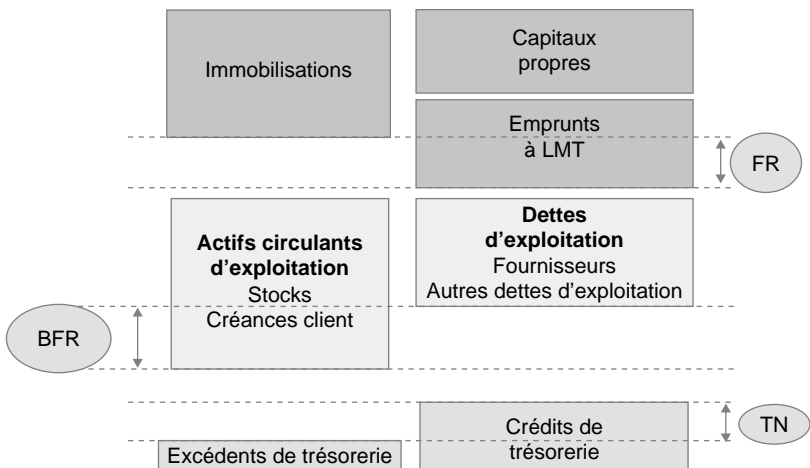 Immobilisations
Capitaux
propres
Emprunts
à LMT
FR
Actifs circulants
d’exploitation
Stocks
Créances client
Dettes
d’exploitation
Fournisseurs
Autres dettes d’exploitation
BFR
Excédents de trésorerie
Crédits de
trésorerie
TN